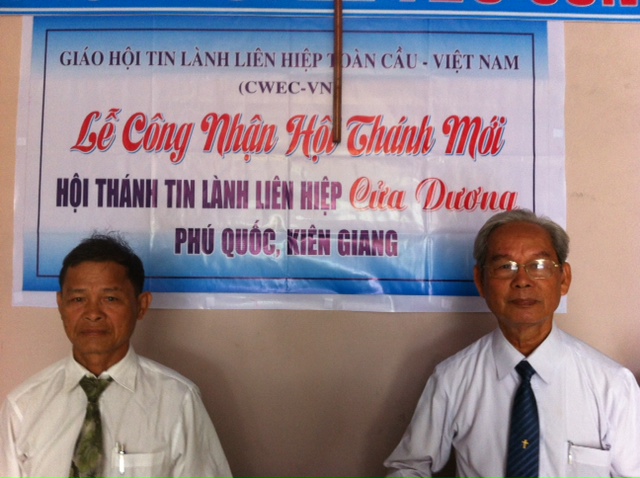 GIÁO HỘI TIN LÀNH LIÊN HIỆP TOÀN CẦU - VIỆT NAM
(CWEC-VN)
Lễ Công Nhận Hội Thánh Mới
HỘI THÁNH TIN LÀNH LIÊN HIỆP Cửa Dương
PHÚ QUỐC, KIÊN GIANG